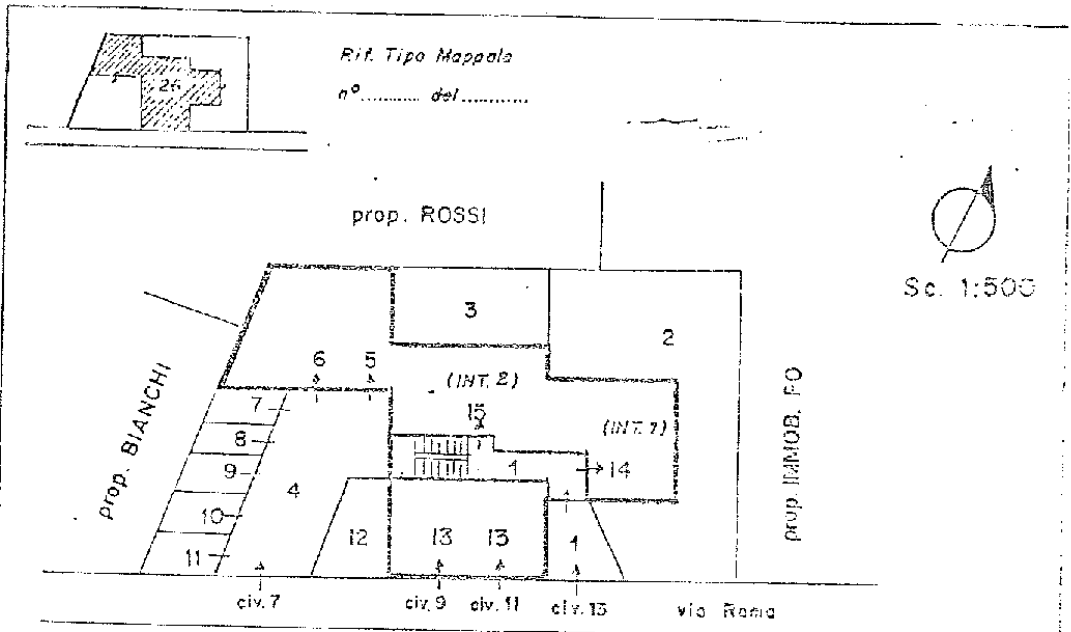 Rif. Tipo Mappale
n° ........... del ............
26
prop. ROSSI
Sc. 1:500
3
2
6
5
(INT. 2)
prop. BIANCHI
7
15
(INT. 1)
prop. IMMOB. PO
8
9
1
14
4
10
12
13
13
1
11
civ. 7
civ. 9
civ. 11
civ. 13
via Roma